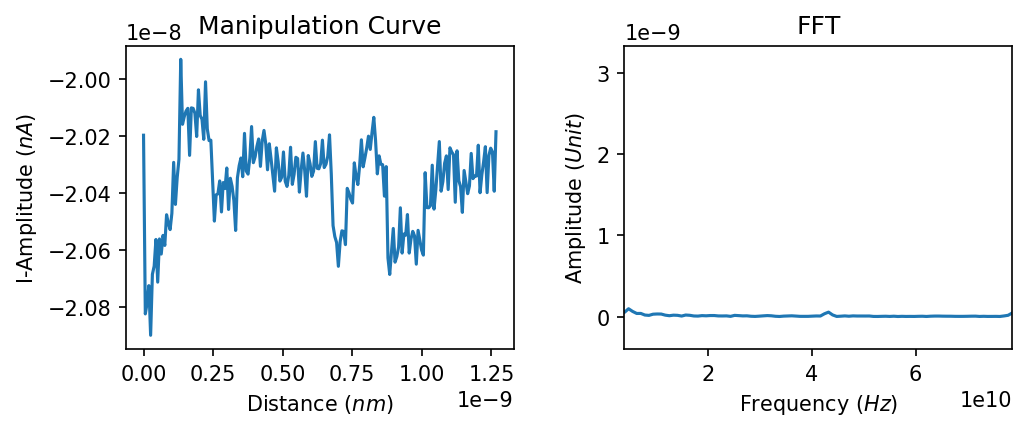 Manipulation Curve
1e−8
−2.00
−2.02
−2.04
−2.06
−2.08
I-Amplitude (nA)
0.00 0.25 0.50 0.75 1.00 1.25
1e−9
Distance (nm)
FFT
1e−9
3
2
1
0
Amplitude (Unit)
2 4 6
1e10
Frequency (Hz)